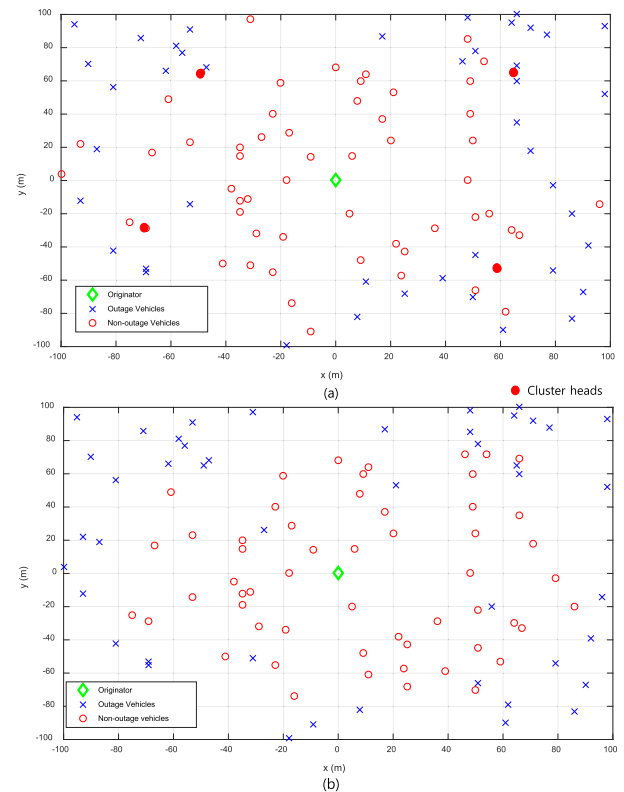 100
80
60
40
20
0
-20
-40
-60
-80
-100
y (m)
Originator
Outage Vehicles
Non-outage Vehicles
-100 -80 -60 -40 -20 0 20 40 60 80 100
x (m)
(a)
Cluster heads
100
80
60
40
20
0
-20
-40
-60
-80
-100
y (m)
Originator
Outage Vehicles
Non-outage vehicles
-100 -80 -60 -40 -20 0 20 40 60 80 100
x (m)
(b)